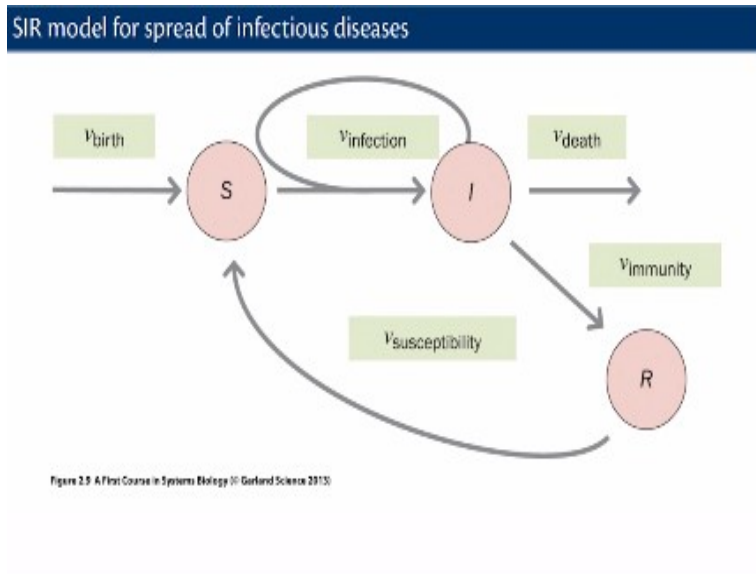 SIR model for spread of infectious diseases
vbirth
vinfection
vdeath
S
I
vimmunity
vsusceptibility
R
Figure 2.9 A First Course in Systems Biology (© Garland Science 2013)